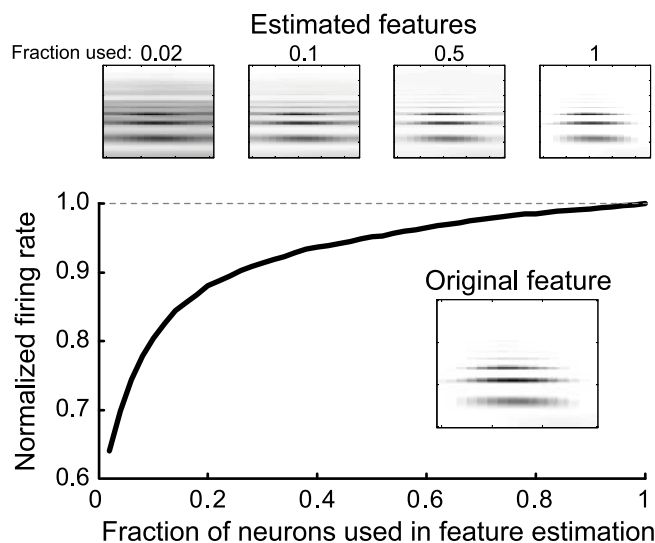 Estimated features
Fraction used: 0.02 0.1 0.5 1
1.0
0.9
0.8
0.7
0.6
Normalized firing rate
Original feature
0 0.2 0.4 0.6 0.8 1
Fraction of neurons used in feature estimation